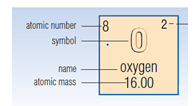 atomic number 8 2-
symbol O
name oxygen
atomic mass 16.00